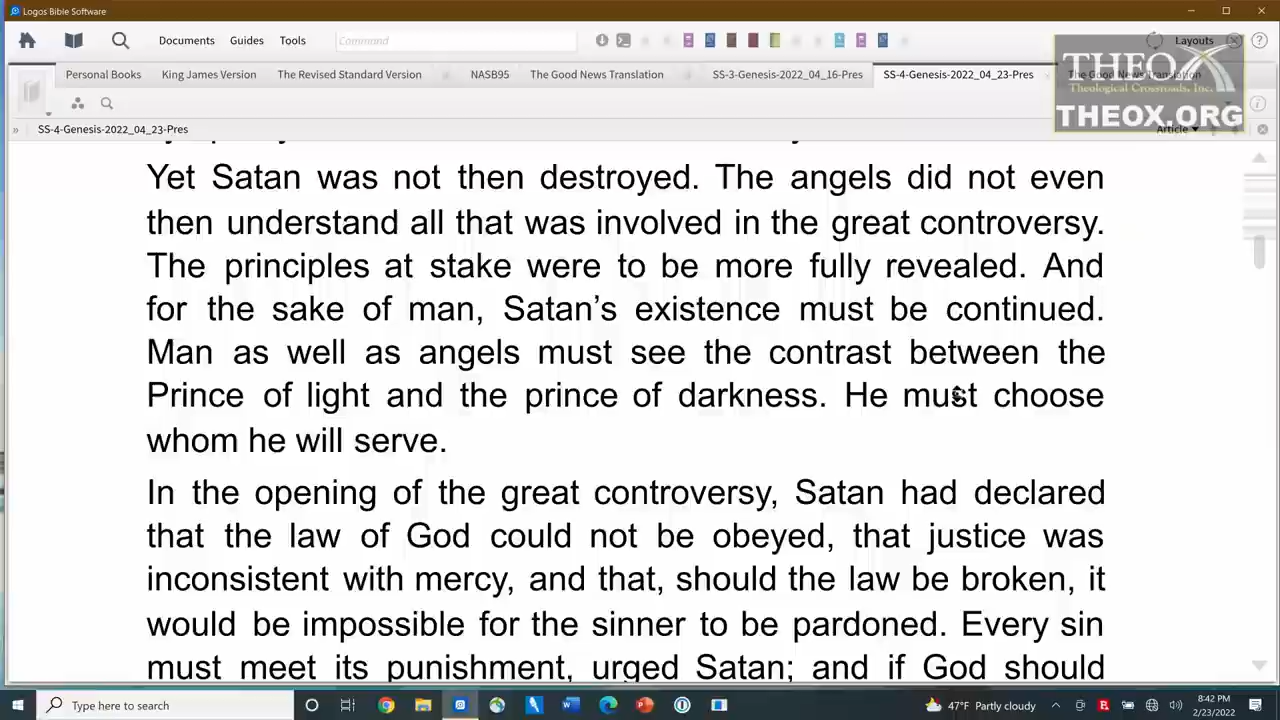 Logos Bible Software
Documents Guides Tools Command Layouts
THEOX
Theological Crossroads, Inc.
THEOX.ORG
Personal Books King James Version The Revised Standard Version NASB95 The Good News Translation SS-3-Genesis-2022_04_16-Pres SS-4-Genesis-2022_04_23-Pres The Good News Translation
SS-4-Genesis-2022_04_23-Pres Article
Yet Satan was not then destroyed. The angels did not even
then understand all that was involved in the great controversy.
The principles at stake were to be more fully revealed. And
for the sake of man, Satan’s existence must be continued.
Man as well as angels must see the contrast between the
Prince of light and the prince of darkness. He must choose
whom he will serve.
In the opening of the great controversy, Satan had declared
that the law of God could not be obeyed, that justice was
inconsistent with mercy, and that, should the law be broken, it
would be impossible for the sinner to be pardoned. Every sin
must meet its punishment, urged Satan; and if God should
Type here to search 47°F Partly cloudy 8:42 PM
2/23/2022